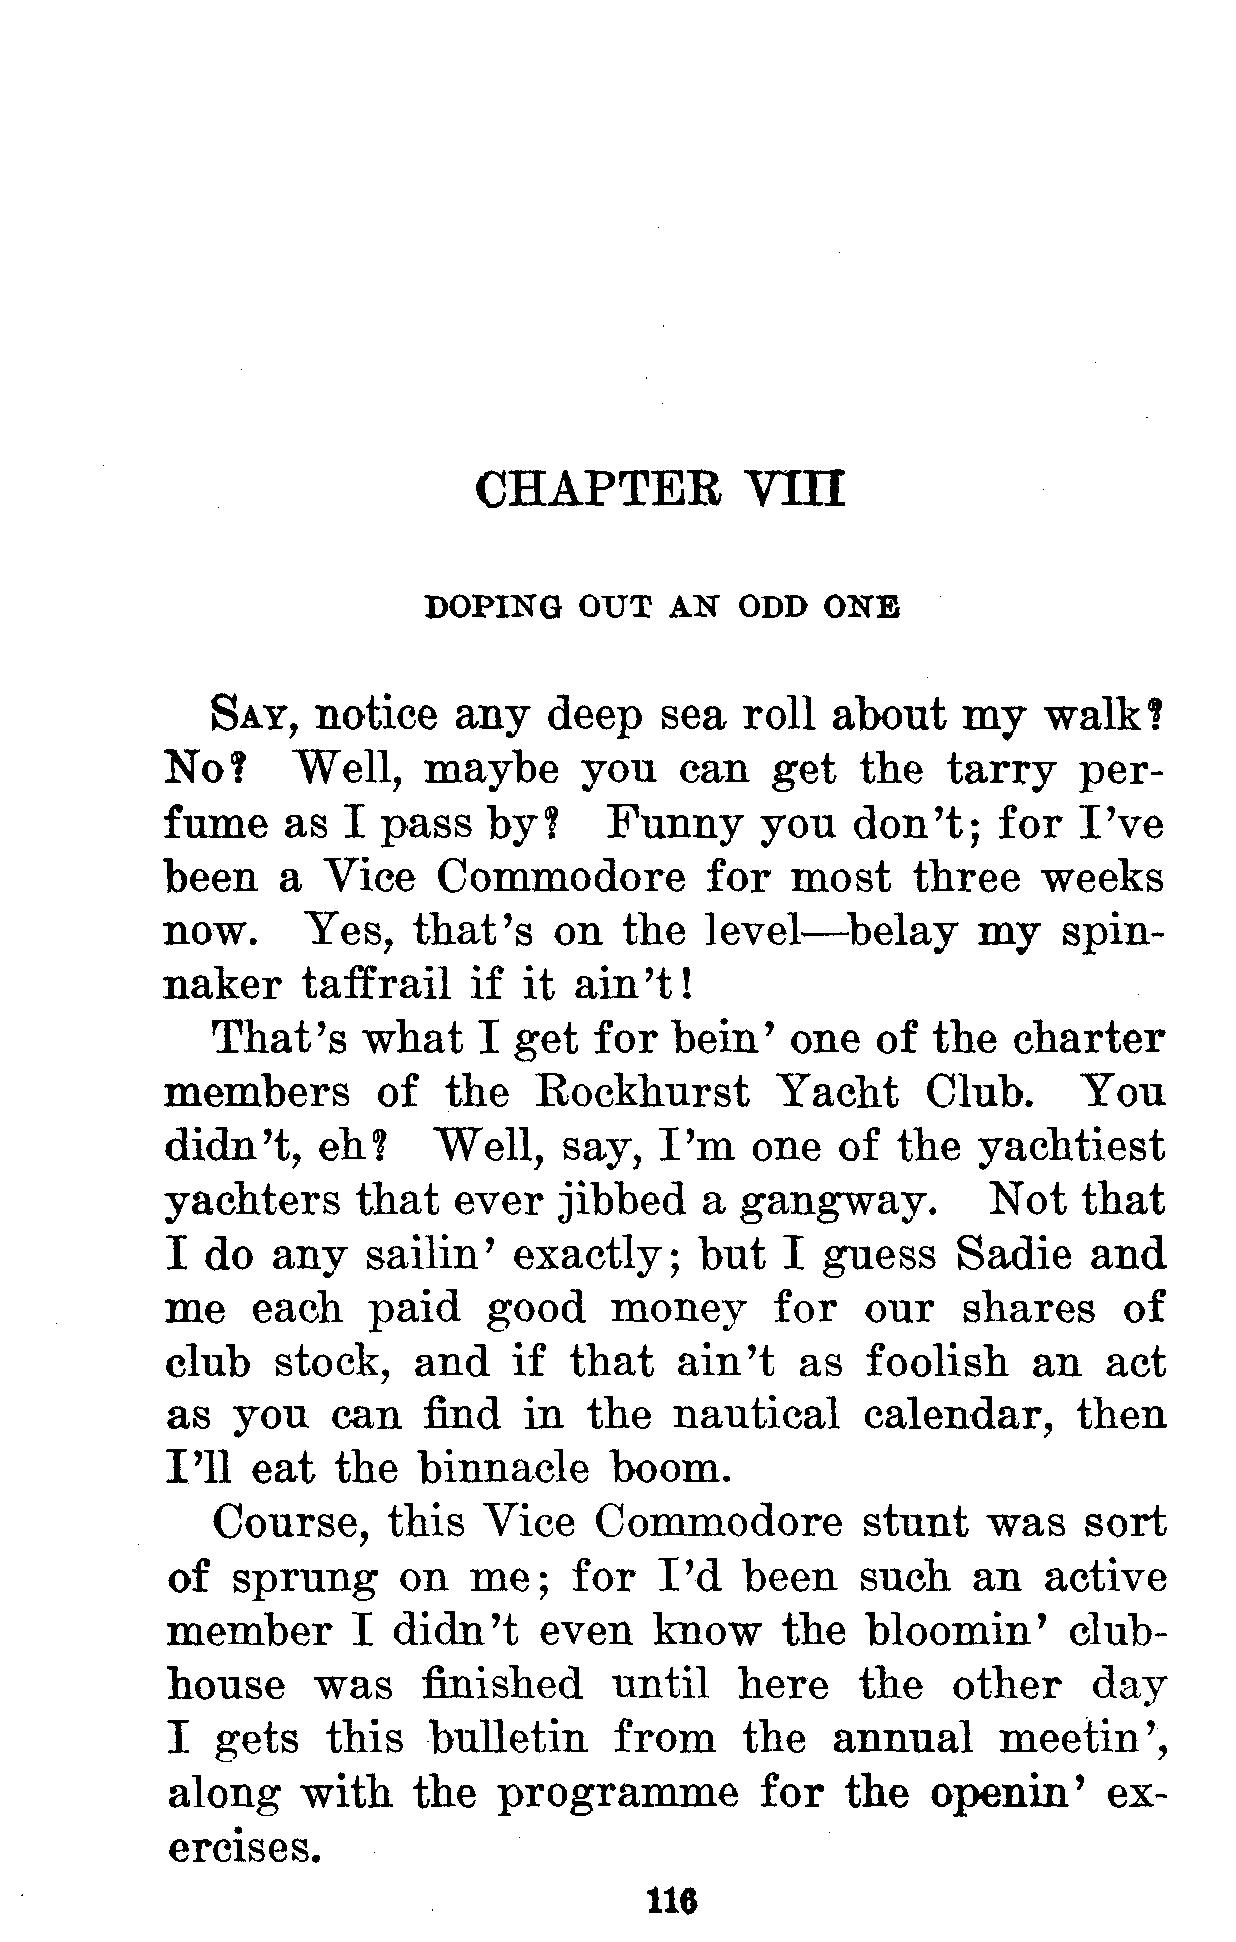 CHAPTER VIII
DOPING OUT AN ODD ONE
SAY, notice any deep sea roll about my walk?
No? Well, maybe you can get the tarry per-
fume as I pass by? Funny you don't; for I've
been a Vice Commodore for most three weeks
now. Yes, that's on the level—belay my spin-
naker taffrail if it ain't!
That's what I get for bein' one of the charter
members of the Rockhurst Yacht Club. You
didn't, eh? Well, say, I'm one of the yachtiest
yachters that ever jibbed a gangway. Not that
I do any sailin' exactly; but I guess Sadie and
me each paid good money for our shares of
club stock, and if that ain't as foolish an act
as you can find in the nautical calendar, then
I'll eat the binnacle boom.
Course, this Vice Commodore stunt was sort
of sprung on me; for I'd been such an active
member I didn't even know the bloomin' club-
house was finished until here the other day
I gets this bulletin from the annual meetin',
along with the programme for the openin' ex-
ercises.
116